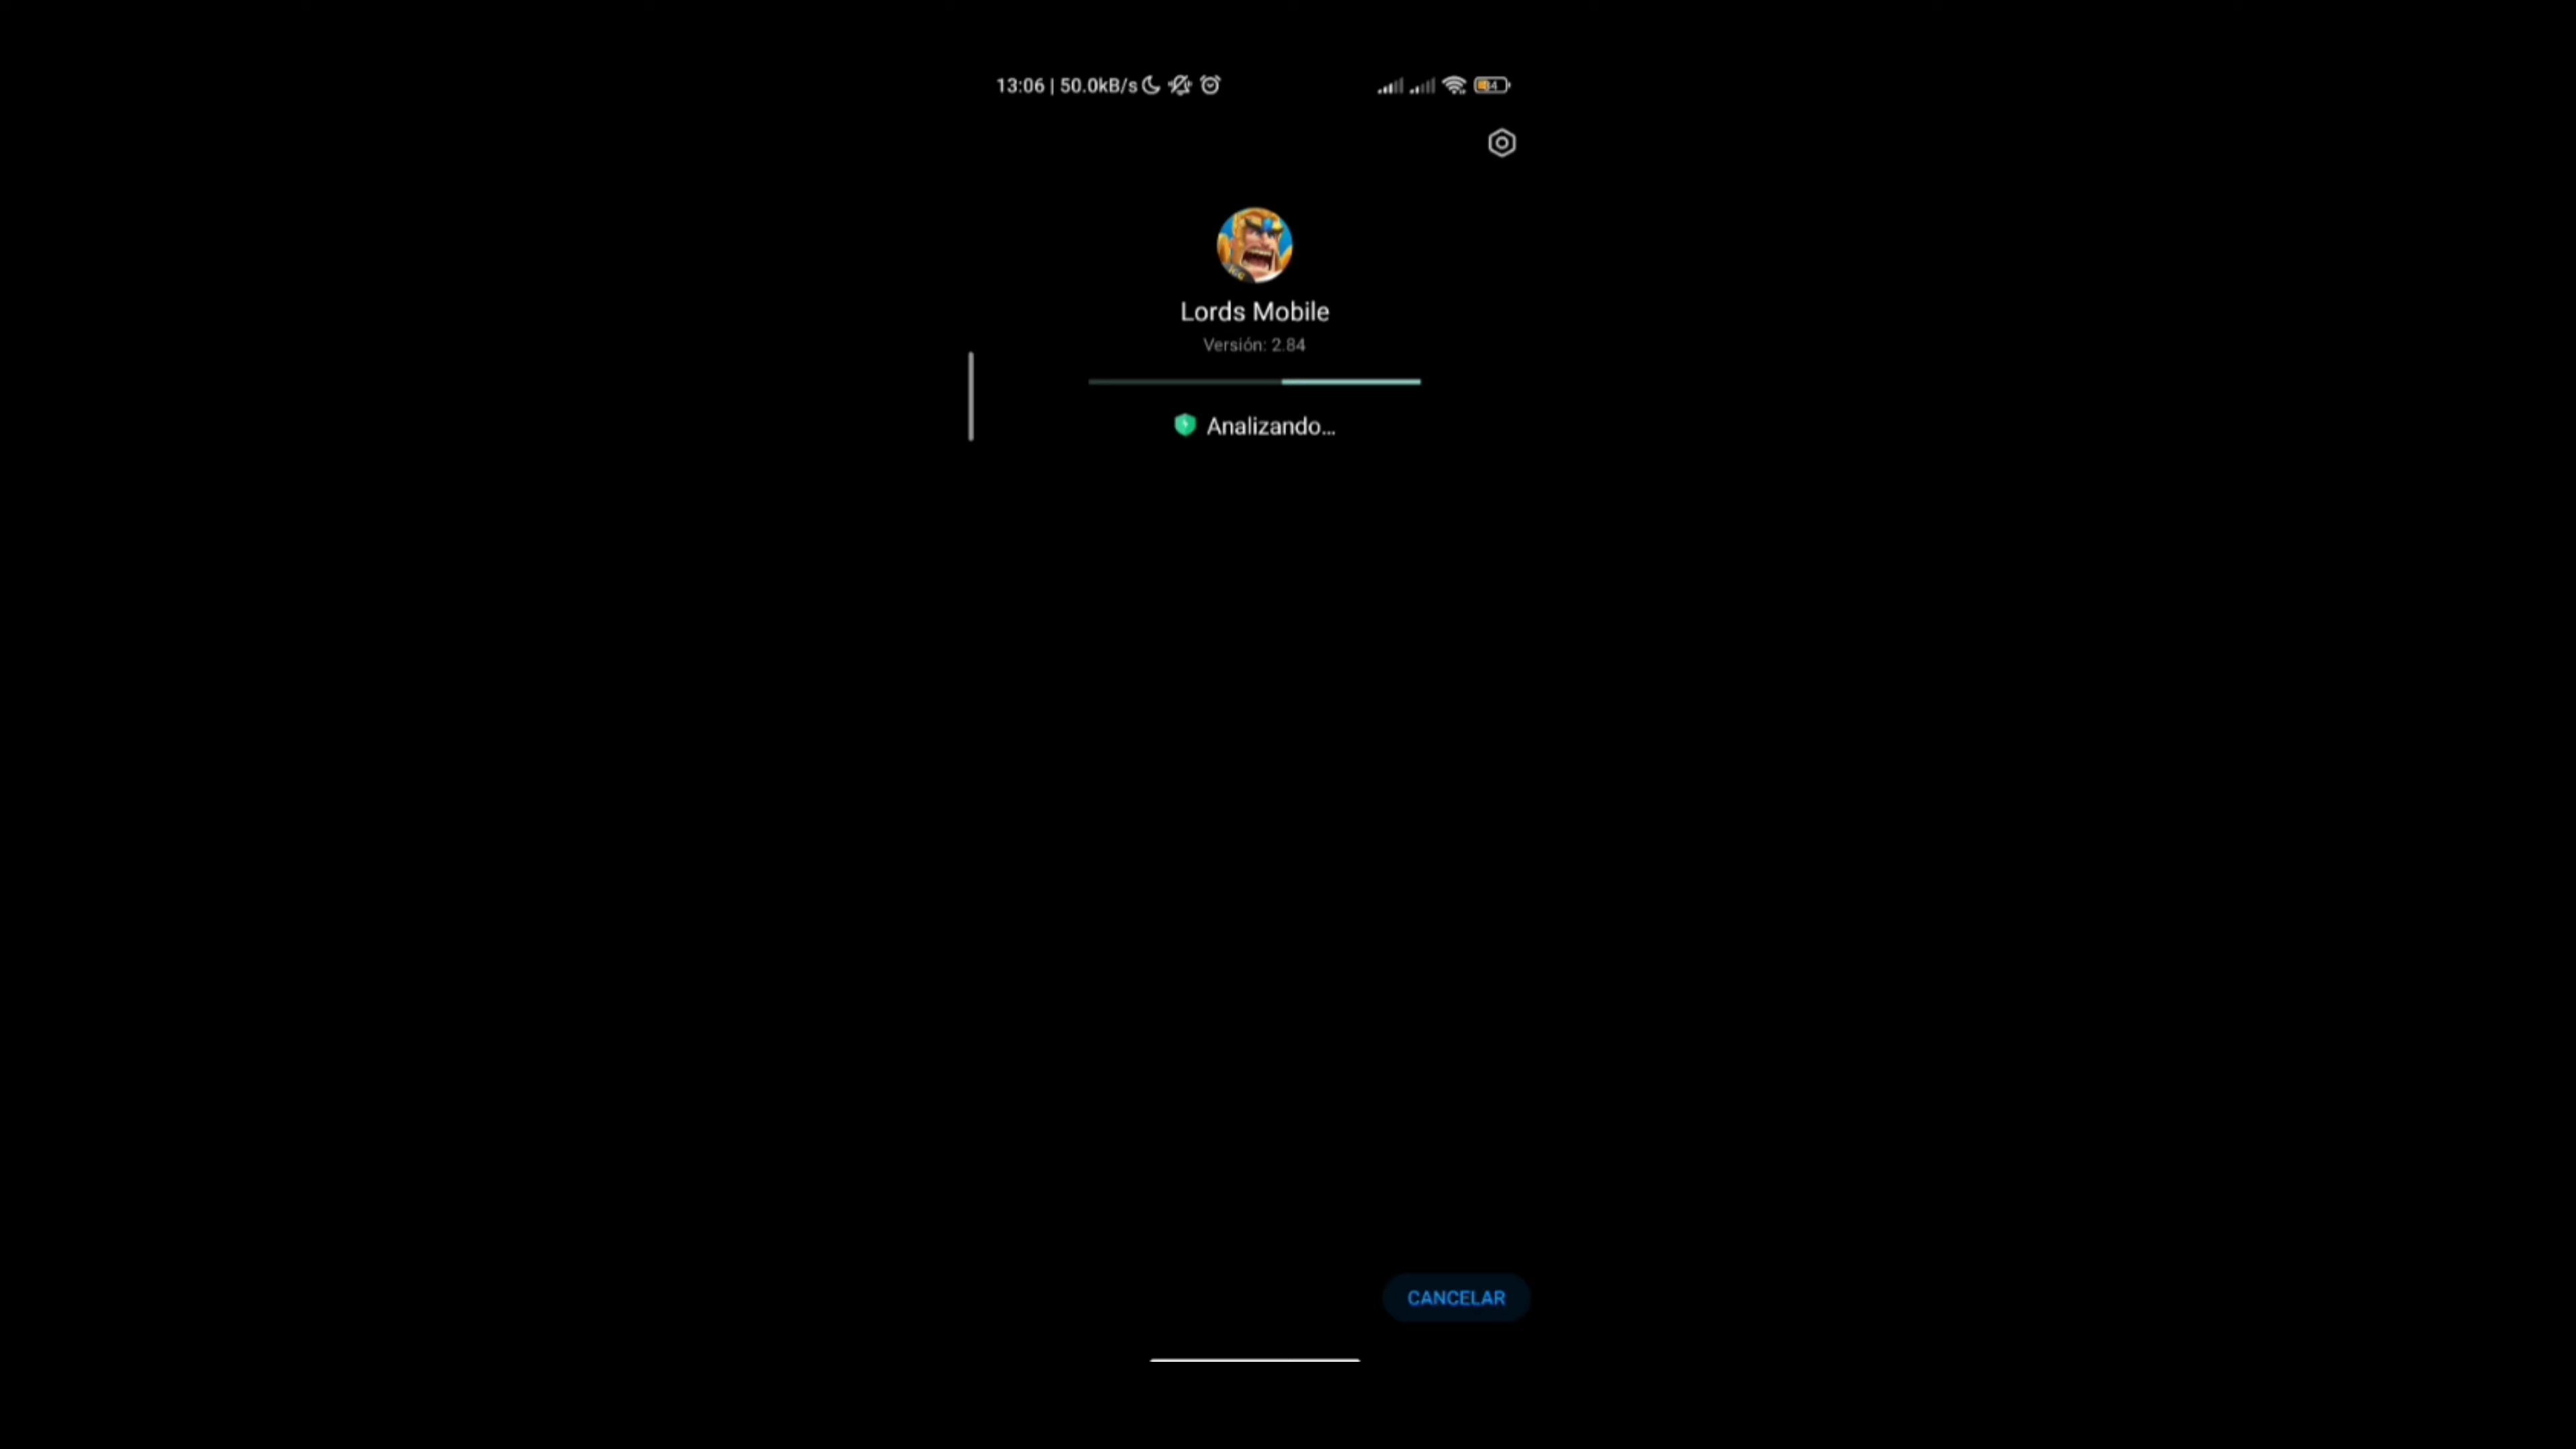 13:06 | 50.0kB/s
Lords Mobile
Versión: 2.84
Analizando...
CANCELAR